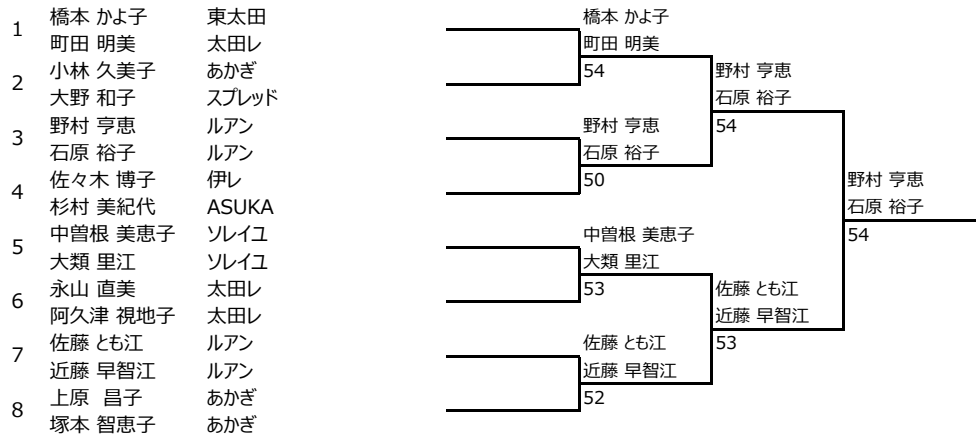 橋本 かよ子 東太田 橋本 かよ子
1
町田 明美 太田レ 町田 明美
小林 久美子 あかぎ 54 野村 亨恵
2
大野 和子 スプレッド 石原 裕子
野村 亨恵 ルアン 野村 亨恵 54
3
石原 裕子 ルアン 石原 裕子
佐々木 博子 伊レ 50 野村 亨恵
4
杉村 美紀代 ASUKA 石原 裕子
中曽根 美恵子 ソレイユ 中曽根 美恵子 54
5
大類 里江 ソレイユ 大類 里江
永山 直美 太田レ 53 佐藤 とも江
6
阿久津 視地子 太田レ 近藤 早智江
佐藤 とも江 ルアン 佐藤 とも江 53
7
近藤 早智江 ルアン 近藤 早智江
上原 昌子 あかぎ 52
8
塚本 智恵子 あかぎ